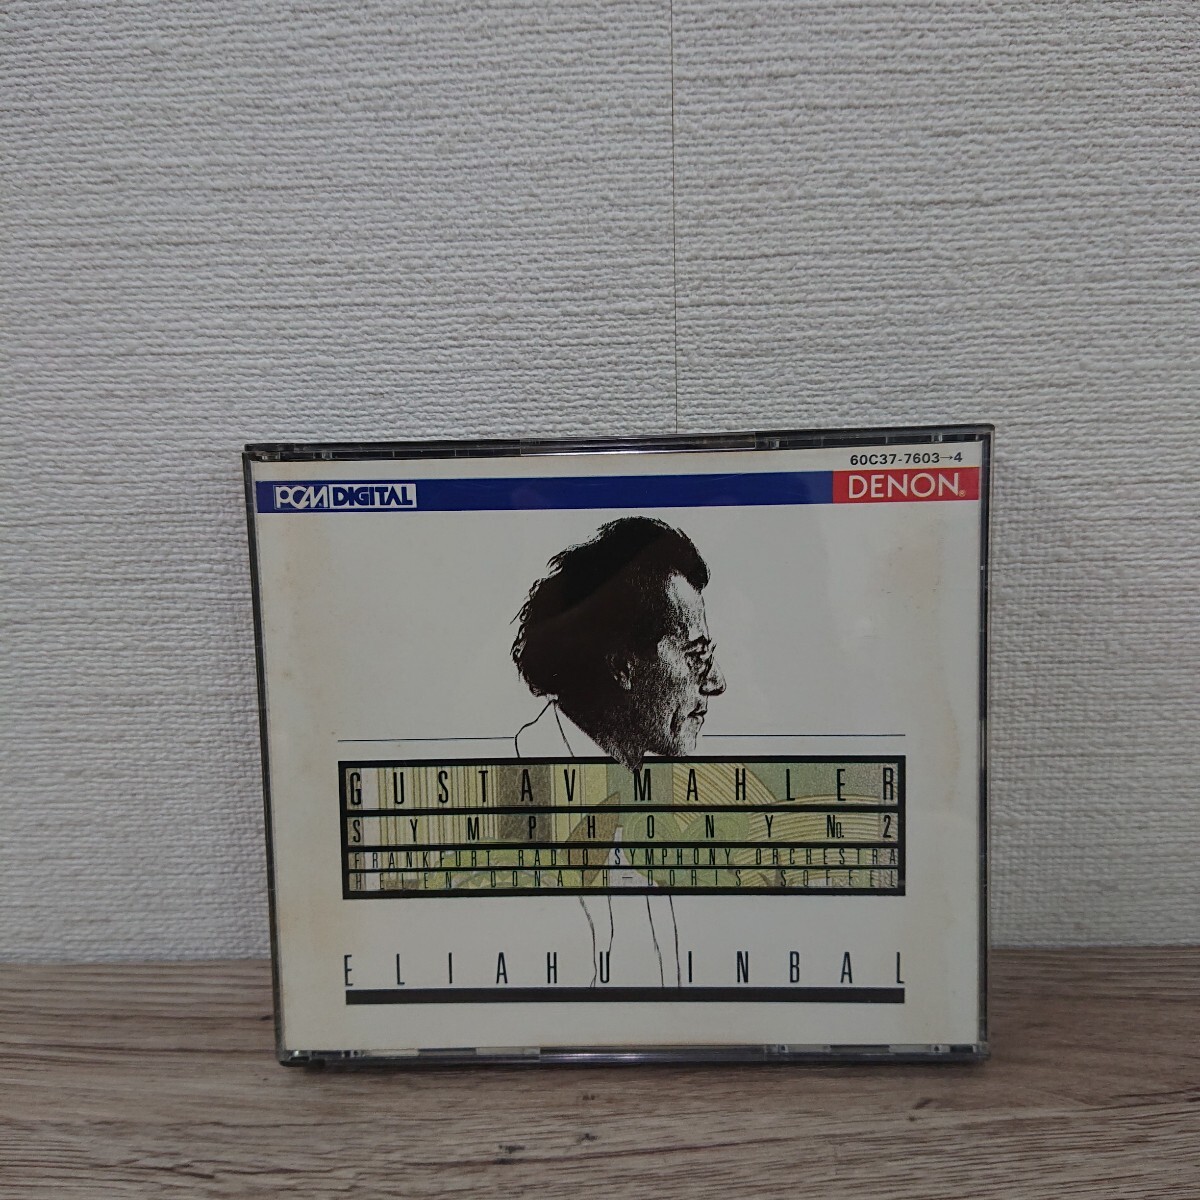 60C37-7603→4
PCM DIGITAL
DENON®
GUSTAV MAHLER
SYMPHONY No. 2
FRANKFURT RADIO SYMPHONY ORCRESTRA
HELEN DONATH – DORIS SOFFEL
ELIAHU INBAL